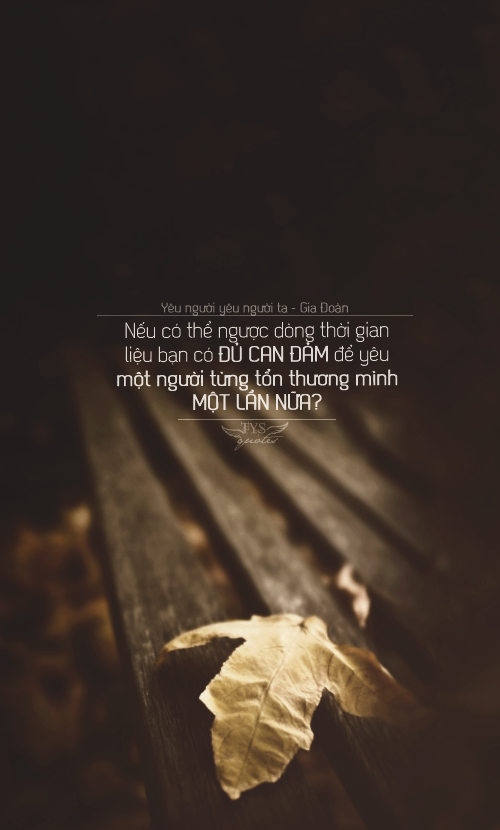 Yêu người yêu người ta - Gia Đoàn
Nếu có thể ngược dòng thời gian
liệu bạn có ĐỦ CAN ĐẢM để yêu
một người từng tổn thương mình
MỘT LẦN NỮA?
FYS
quotes